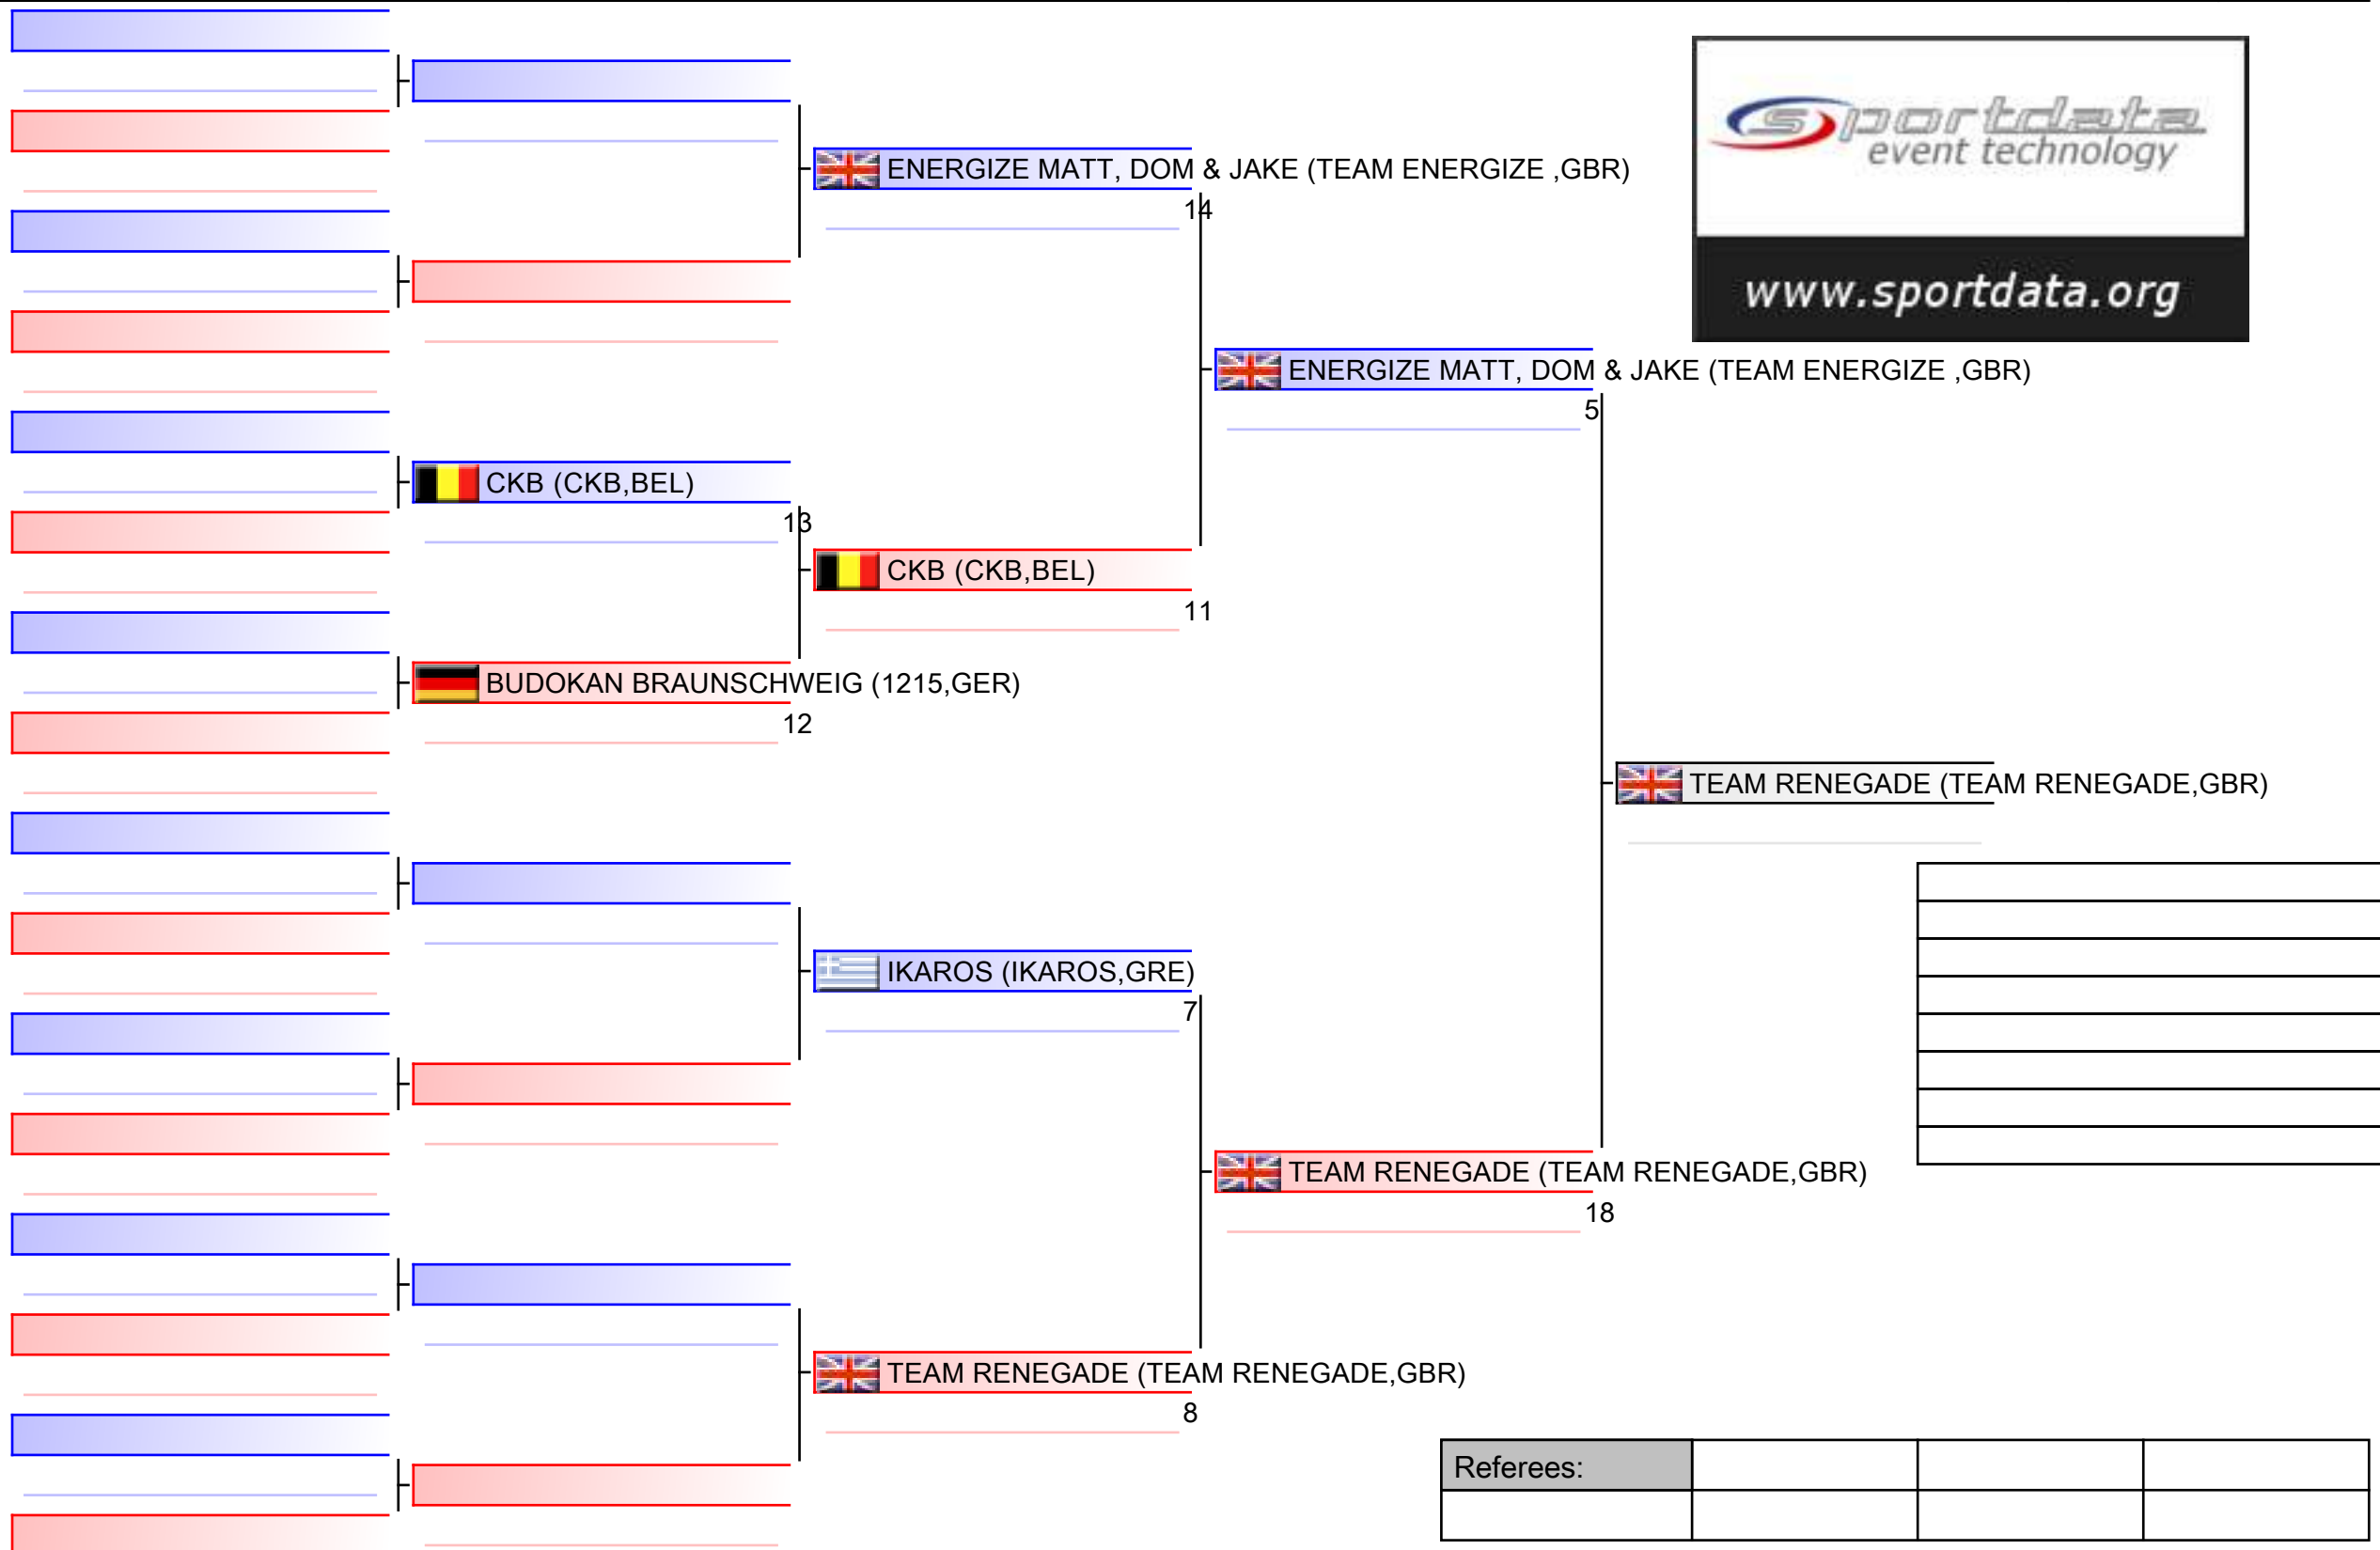 sportdata
event technology
www.sportdata.org
ENERGIZE MATT, DOM & JAKE (TEAM ENERGIZE ,GBR)
14
ENERGIZE MATT, DOM & JAKE (TEAM ENERGIZE ,GBR)
5
CKB (CKB,BEL)
13
CKB (CKB,BEL)
11
BUDOKAN BRAUNSCHWEIG (1215,GER)
12
TEAM RENEGADE (TEAM RENEGADE,GBR)
IKAROS (IKAROS,GRE)
7
TEAM RENEGADE (TEAM RENEGADE,GBR)
18
TEAM RENEGADE (TEAM RENEGADE,GBR)
8
Referees: